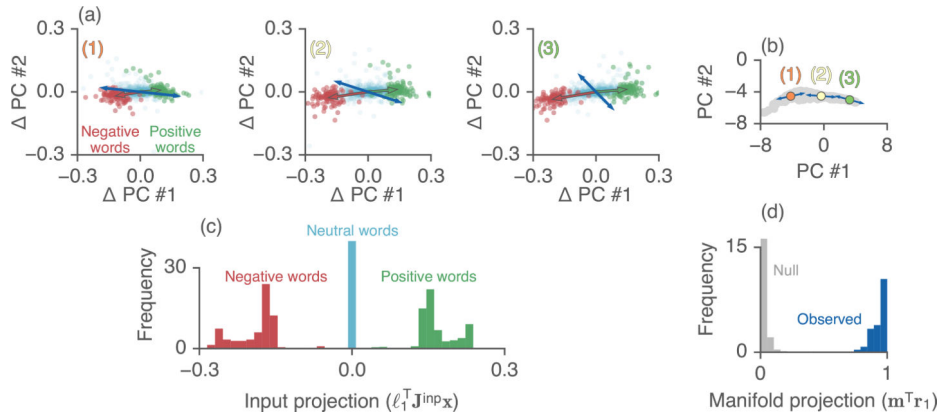 (a)
0.3
0.0
−0.3
Δ PC #2
(1)
Negative
words
Positive
words
−0.3
0.0
0.3
Δ PC #1
0.3
0.0
−0.3
Δ PC #2
(2)
−0.3
0.0
0.3
Δ PC #1
0.3
0.0
−0.3
Δ PC #2
(3)
−0.3
0.0
0.3
Δ PC #1
(b)
0
−4
−8
PC #2
(1)
(2)
(3)
−8
0
8
PC #1
(c)
Neutral words
Negative words
Positive words
30
0
Frequency
−0.3
0.0
0.3
Input projection (ℓ₁ᵀJⁱⁿᵖx)
(d)
15
0
Frequency
Null
Observed
0
1
Manifold projection (mᵀr₁)